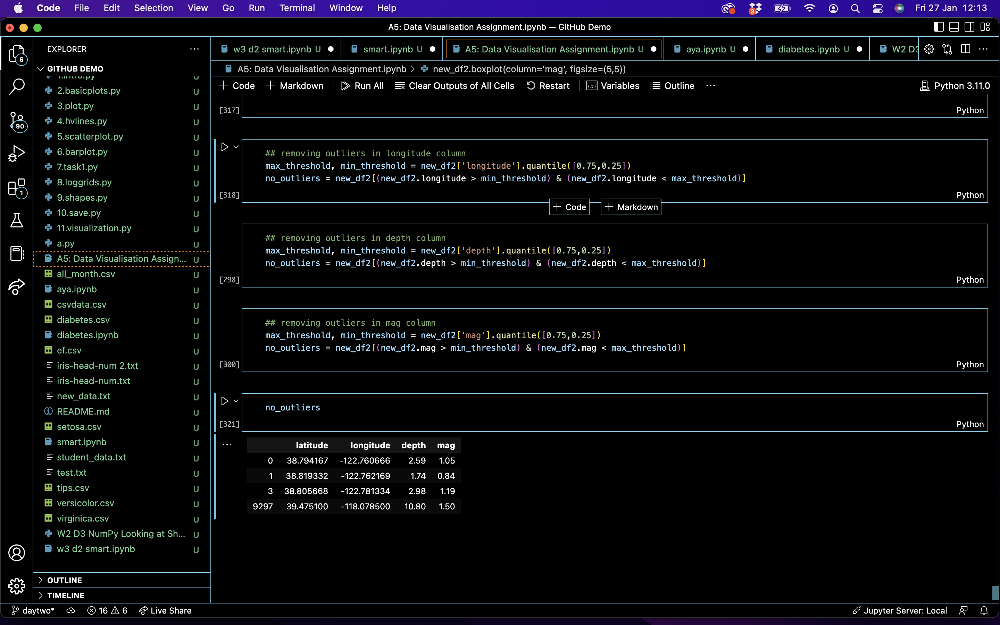 Code File Edit Selection View Go Run Terminal Window Help
3
Fri 27 Jan 12:13
A5: Data Visualisation Assignment.ipynb — GitHub Demo
EXPLORER
w3 d2 smart.ipynb U
smart.ipynb U
A5: Data Visualisation Assignment.ipynb U
aya.ipynb U
diabetes.ipynb U
W2 D3
6
90
1
GITHUB DEMO
1.intro.py U
2.basicplots.py U
3.plot.py U
4.hvlines.py U
5.scatterplot.py U
6.barplot.py U
7.task1.py U
8.loggrids.py U
9.shapes.py U
10.save.py U
11.visualization.py U
a.py U
A5: Data Visualisation Assign... U
all_month.csv U
aya.ipynb U
csvdata.csv U
diabetes.csv U
diabetes.ipynb U
ef.csv U
iris-head-num 2.txt U
iris-head-num.txt U
new_data.txt U
README.md U
setosa.csv U
smart.ipynb U
student_data.txt U
test.txt U
tips.csv U
versicolor.csv U
virginica.csv U
W2 D3 NumPy Looking at Sh... U
w3 d2 smart.ipynb U
OUTLINE
TIMELINE
A5: Data Visualisation Assignment.ipynb > new_df2.boxplot(column='mag', figsize=(5,5))
+ Code + Markdown Run All Clear Outputs of All Cells Restart (x) Variables Outline ... Python 3.11.0
[317] Python
## removing outliers in longitude column
max_threshold, min_threshold = new_df2['longitude'].quantile([0.75,0.25])
no_outliers = new_df2[(new_df2.longitude > min_threshold) & (new_df2.longitude < max_threshold)]
[318] Python
+ Code + Markdown
## removing outliers in depth column
max_threshold, min_threshold = new_df2['depth'].quantile([0.75,0.25])
no_outliers = new_df2[(new_df2.depth > min_threshold) & (new_df2.depth < max_threshold)]
[298] Python
## removing outliers in mag column
max_threshold, min_threshold = new_df2['mag'].quantile([0.75,0.25])
no_outliers = new_df2[(new_df2.mag > min_threshold) & (new_df2.mag < max_threshold)]
[300] Python
no_outliers
[321] Python
latitude longitude depth mag
0 38.794167 -122.760666 2.59 1.05
1 38.819332 -122.762169 1.74 0.84
3 38.805668 -122.781334 2.98 1.19
9297 39.475100 -118.078500 10.80 1.50
daytwo* 16 6 Live Share
Jupyter Server: Local